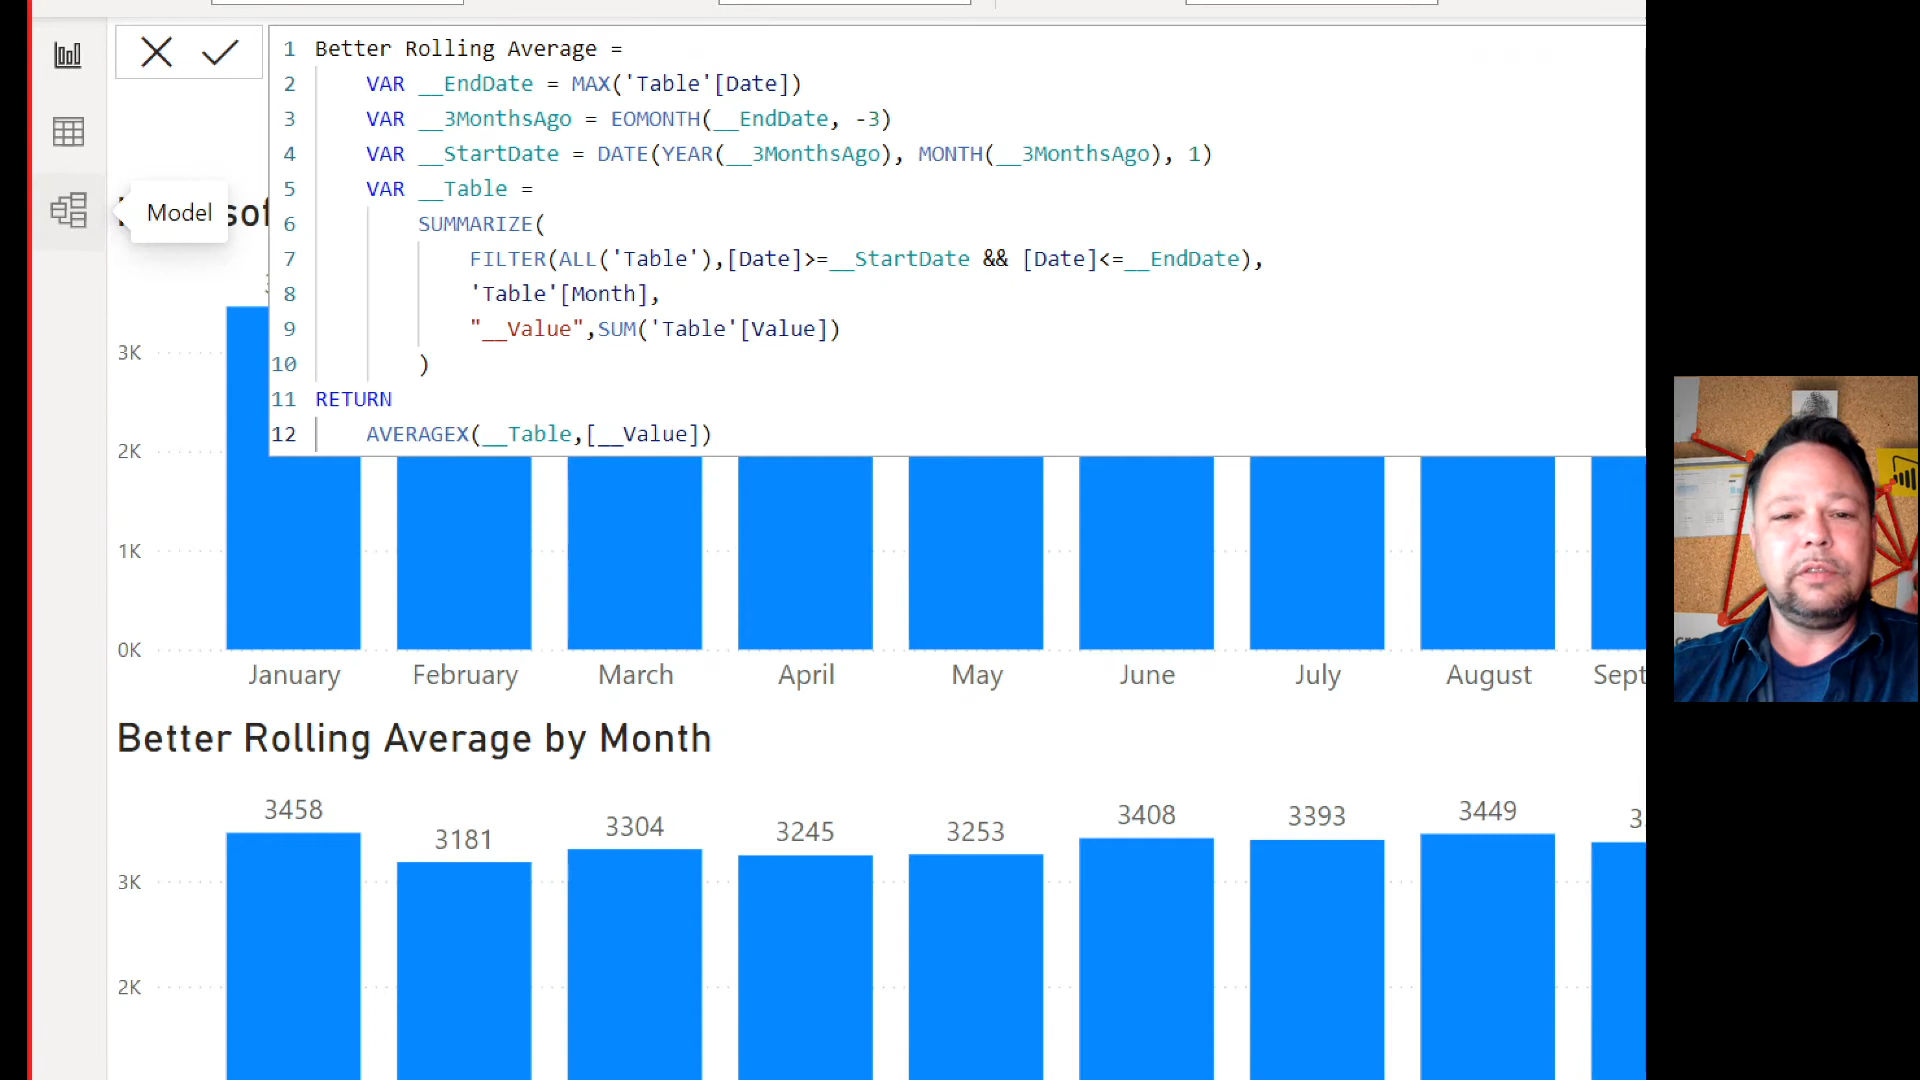 1 Better Rolling Average =
2 VAR __EndDate = MAX('Table'[Date])
3 VAR __3MonthsAgo = EOMONTH(__EndDate, -3)
4 VAR __StartDate = DATE(YEAR(__3MonthsAgo), MONTH(__3MonthsAgo), 1)
5 VAR __Table =
6 SUMMARIZE(
7 FILTER(ALL('Table'),[Date]>=__StartDate && [Date]<=__EndDate),
8 'Table'[Month],
9 "__Value",SUM('Table'[Value])
10 )
11 RETURN
12 AVERAGEX(__Table,[__Value])
Model
3K
2K
1K
0K
January February March April May June July August Sept
Better Rolling Average by Month
3458 3181 3304 3245 3253 3408 3393 3449
3K
2K